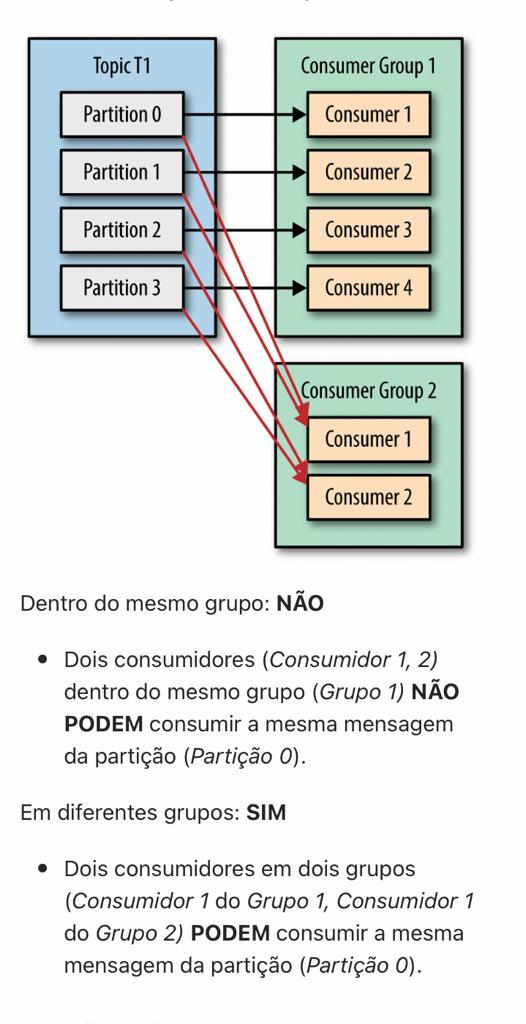 Topic T1
Partition 0
Partition 1
Partition 2
Partition 3
Consumer Group 1
Consumer 1
Consumer 2
Consumer 3
Consumer 4
Consumer Group 2
Consumer 1
Consumer 2
Dentro do mesmo grupo: NÃO
• Dois consumidores (Consumidor 1, 2)
dentro do mesmo grupo (Grupo 1) NÃO
PODEM consumir a mesma mensagem
da partição (Partição 0).
Em diferentes grupos: SIM
• Dois consumidores em dois grupos
(Consumidor 1 do Grupo 1, Consumidor 1
do Grupo 2) PODEM consumir a mesma
mensagem da partição (Partição 0).